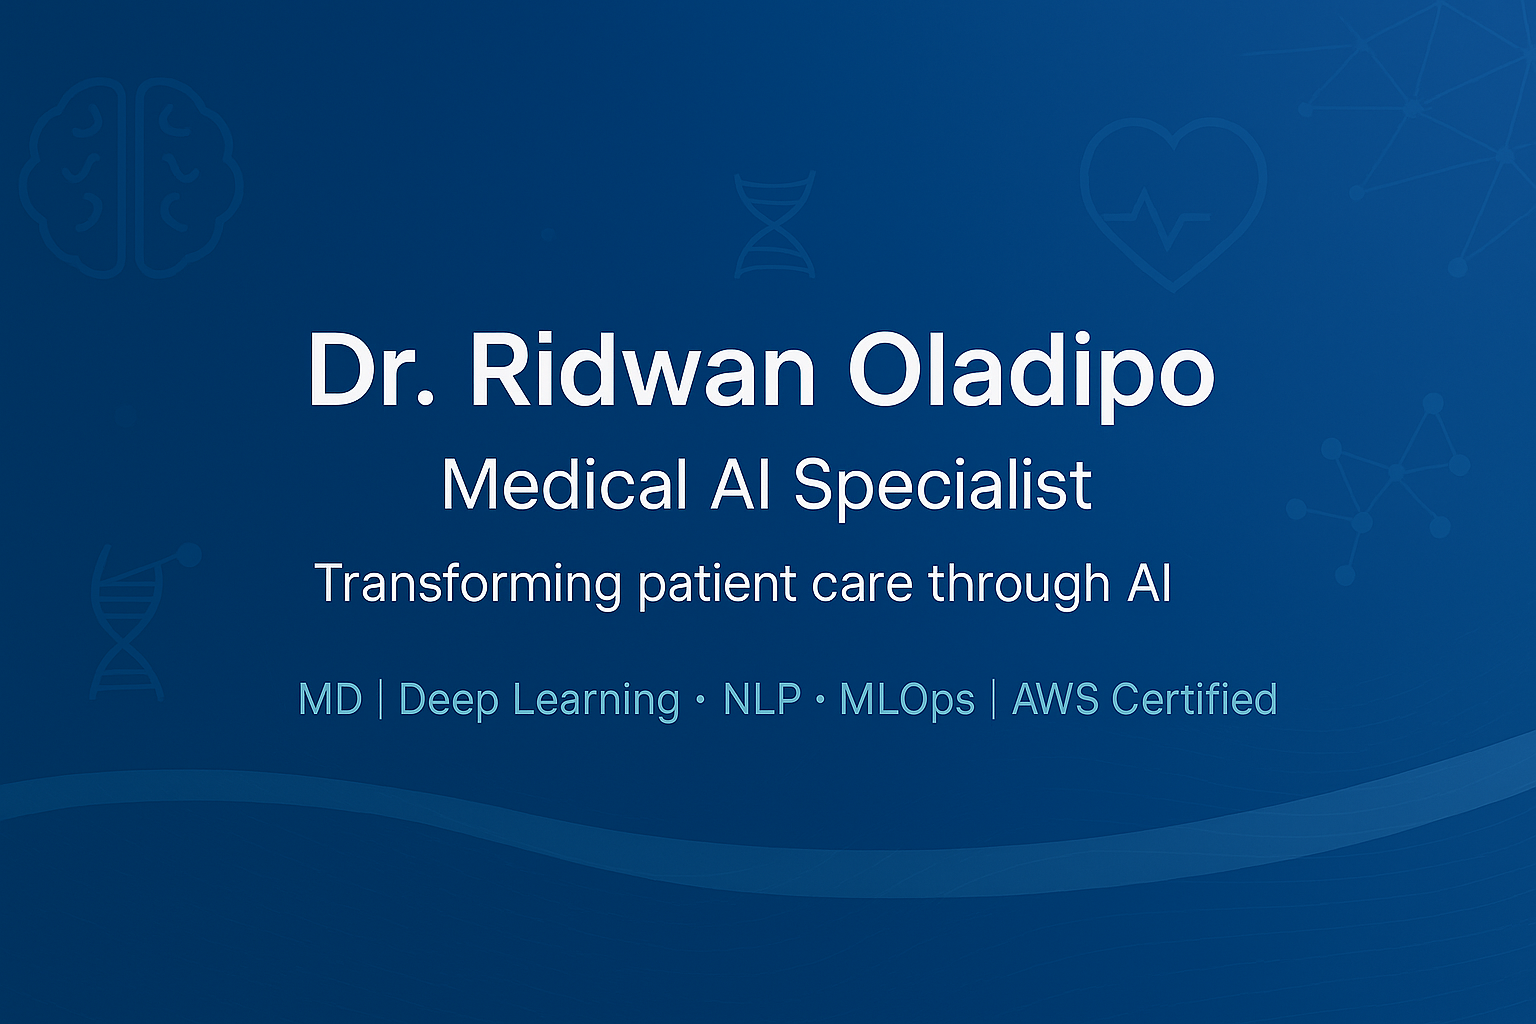 Dr. Ridwan Oladipo
Medical AI Specialist
Transforming patient care through AI
MD | Deep Learning • NLP • MLOps | AWS Certified